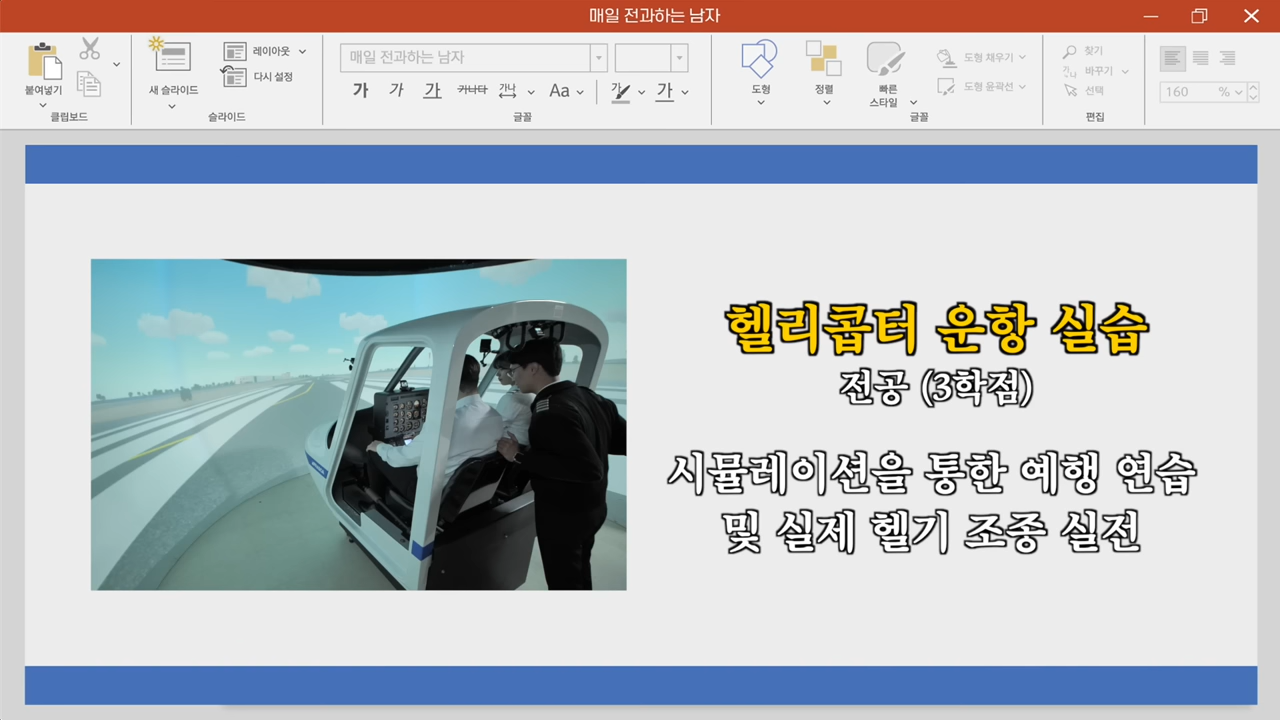 매일 전과하는 남자
붙여넣기
클립보드
새 슬라이드
레이아웃
다시 설정
슬라이드
매일 전과하는 남자
가 가 가 가나다 간나 Aa 가 가
글꼴
도형
정렬
빠른
스타일
도형 채우기
도형 윤곽선
글꼴
찾기
바꾸기
선택
편집
160 %
헬리콥터 운항 실습
전공 (3학점)
시뮬레이션을 통한 예행 연습
및 실제 헬기 조종 실전